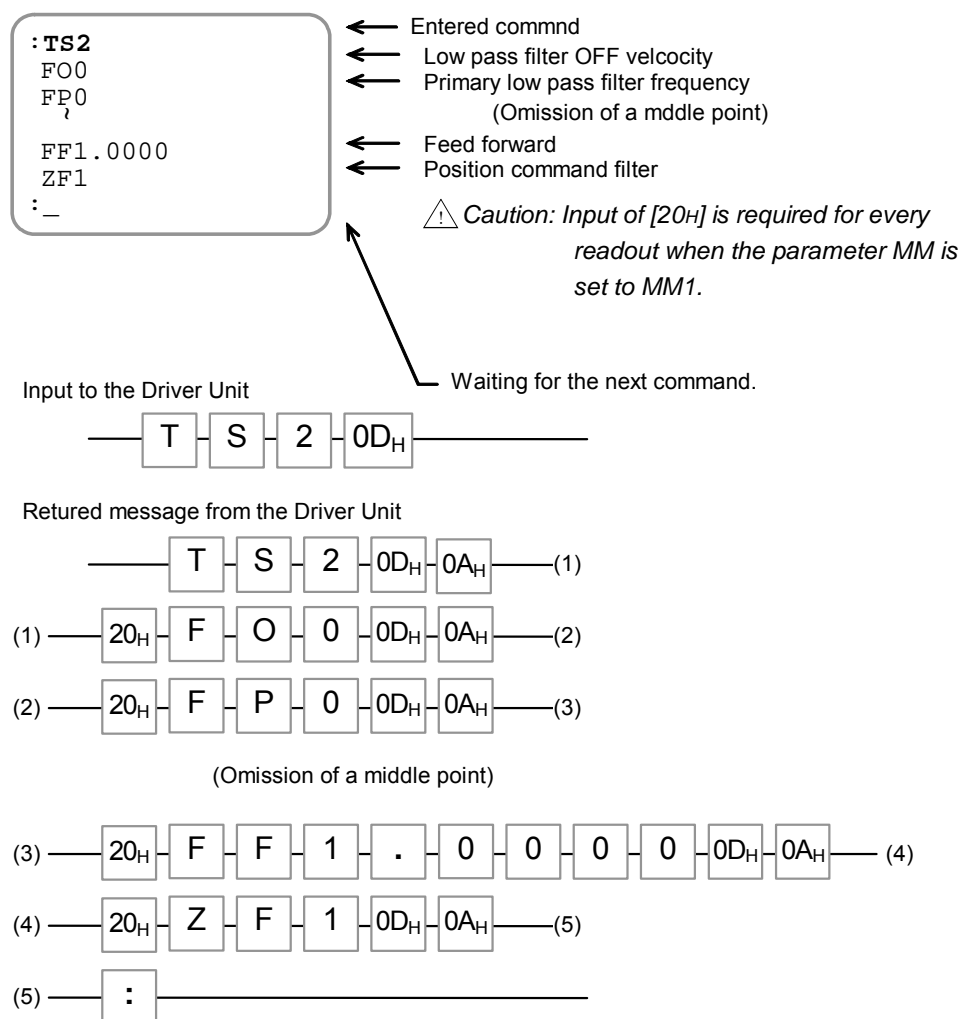 :TS2 Entered commnd
FO0 Low pass filter OFF velcocity
FP0 Primary low pass filter frequency
~ (Omission of a mddle point)
FF1.0000 Feed forward
ZF1 Position command filter
:_
! Caution: Input of [20H] is required for every
readout when the parameter MM is
set to MM1.
Waiting for the next command.
Input to the Driver Unit
T S 2 0DH
Retured message from the Driver Unit
T S 2 0DH 0AH (1)
(1) 20H F O 0 0DH 0AH (2)
(2) 20H F P 0 0DH 0AH (3)
(Omission of a middle point)
(3) 20H F F 1 . 0 0 0 0 0DH 0AH (4)
(4) 20H Z F 1 0DH 0AH (5)
(5) :